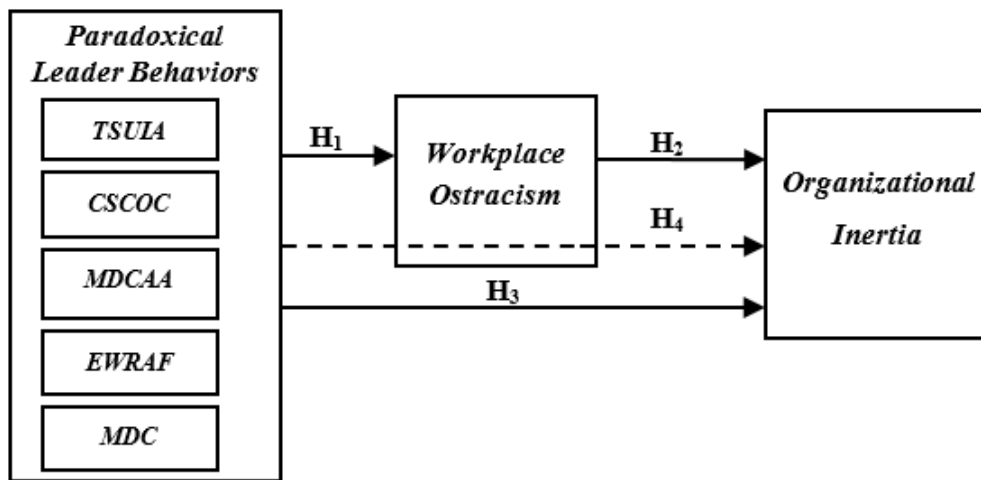 Paradoxical
Leader Behaviors
TSUIA
CSCOC
MDCAA
EWRAF
MDC
H₁
Workplace
Ostracism
H₂
H₄
H₃
Organizational
Inertia